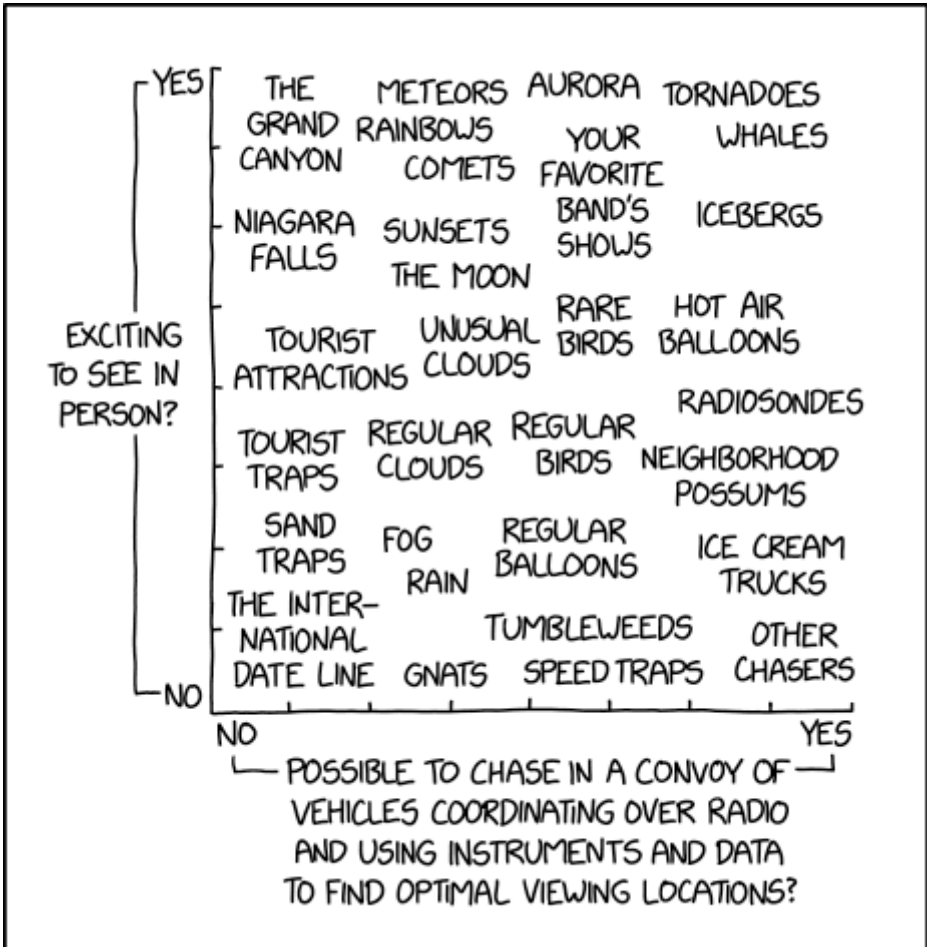 YES
THE
GRAND
CANYON
METEORS
RAINBOWS
COMETS
AURORA
YOUR
FAVORITE
BAND'S
SHOWS
TORNADOES
WHALES
NIAGARA
FALLS
SUNSETS
THE MOON
ICEBERGS
EXCITING
TO SEE IN
PERSON?
TOURIST
ATTRACTIONS
UNUSUAL
CLOUDS
RARE
BIRDS
HOT AIR
BALLOONS
RADIOSONDES
TOURIST
TRAPS
REGULAR
CLOUDS
REGULAR
BIRDS
NEIGHBORHOOD
POSSUMS
SAND
TRAPS
FOG
RAIN
REGULAR
BALLOONS
ICE CREAM
TRUCKS
THE INTER-
NATIONAL
DATE LINE
GNATS
TUMBLEWEEDS
SPEED TRAPS
OTHER
CHASERS
NO
NO
YES
POSSIBLE TO CHASE IN A CONVOY OF
VEHICLES COORDINATING OVER RADIO
AND USING INSTRUMENTS AND DATA
TO FIND OPTIMAL VIEWING LOCATIONS?